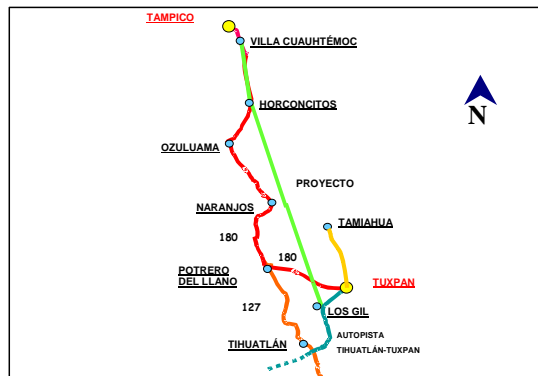 TAMPICO
VILLA CUAUHTÉMOC
HORCONCITOS
N
OZULUAMA
PROYECTO
NARANJOS
TAMIAHUA
180
180
POTRERO
DEL LLANO
TUXPAN
127
LOS GIL
AUTOPISTA
TIHUATLÁN
TIHUATLÁN-TUXPAN